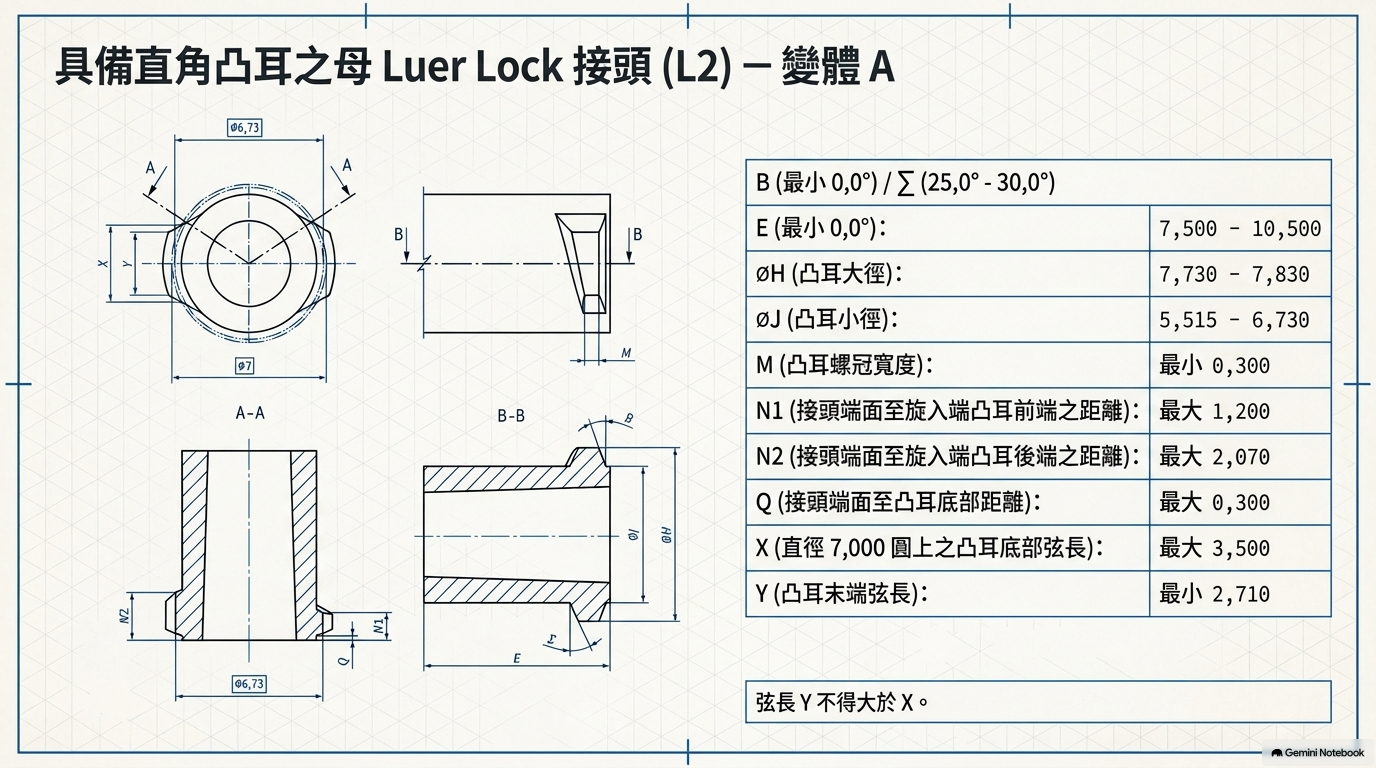 具備直角凸耳之母 Luer Lock 接頭 (L2) — 變體 A
Ø6,73
A
A
X
Y
Ø7
B
B
M
A-A
N2
N1
Q
Ø6,73
B-B
B
ØJ
ØH
Σ
E
B (最小 0,0°) / ∑ (25,0° - 30,0°)
E (最小 0,0°)： 7,500 - 10,500
ØH (凸耳大徑)： 7,730 - 7,830
ØJ (凸耳小徑)： 5,515 - 6,730
M (凸耳螺冠寬度)： 最小 0,300
N1 (接頭端面至旋入端凸耳前端之距離)： 最大 1,200
N2 (接頭端面至旋入端凸耳後端之距離)： 最大 2,070
Q (接頭端面至凸耳底部距離)： 最大 0,300
X (直徑 7,000 圓上之凸耳底部弦長)： 最大 3,500
Y (凸耳末端弦長)： 最小 2,710
弦長 Y 不得大於 X。
Gemini Notebook